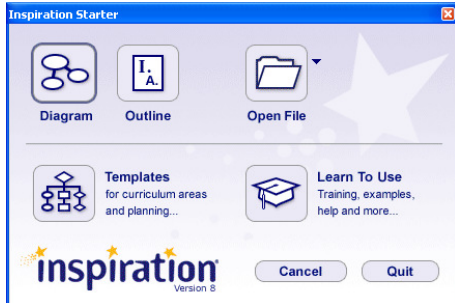 Inspiration Starter
I.
A.
Diagram
Outline
Open File
Templates
for curriculum areas
and planning...
Learn To Use
Training, examples,
help and more...
inspiration
Version 8
Cancel
Quit